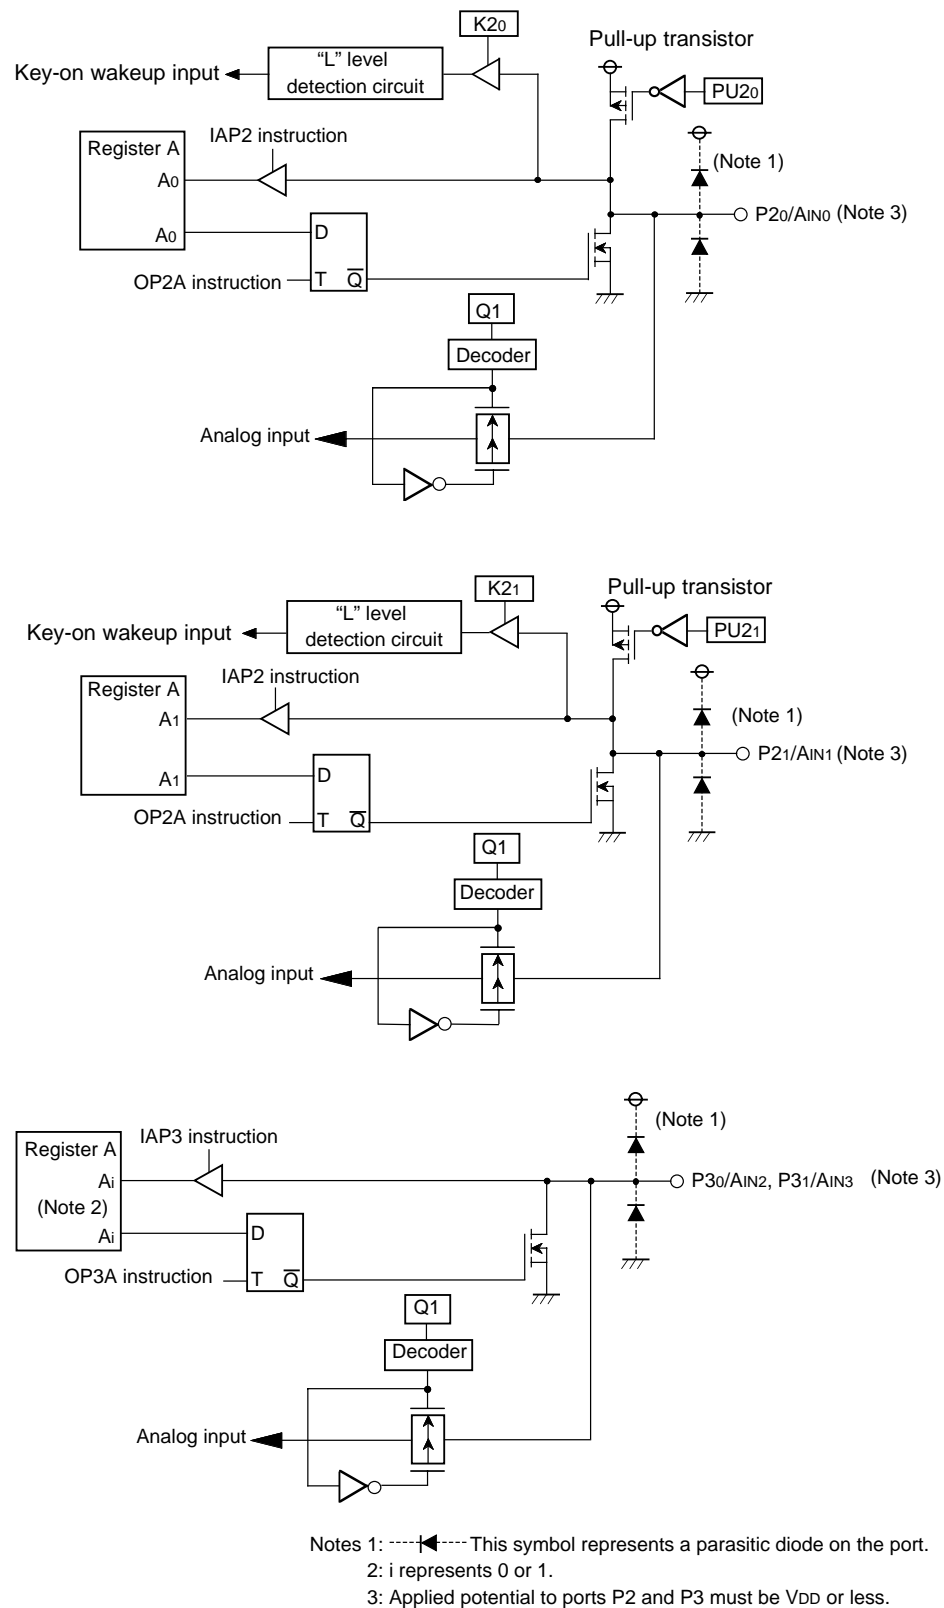 K20
Pull-up transistor
"L" level
detection circuit
Key-on wakeup input
PU20
IAP2 instruction
Register A
(Note 1)
A0
P20/AIN0 (Note 3)
A0
D
OP2A instruction
T Q̅
Q1
Decoder
Analog input
K21
Pull-up transistor
"L" level
detection circuit
Key-on wakeup input
PU21
IAP2 instruction
Register A
(Note 1)
A1
P21/AIN1 (Note 3)
A1
D
OP2A instruction
T Q̅
Q1
Decoder
Analog input
(Note 1)
IAP3 instruction
Register A
Ai
P30/AIN2, P31/AIN3 (Note 3)
(Note 2)
Ai
D
OP3A instruction
T Q̅
Q1
Decoder
Analog input
Notes 1: This symbol represents a parasitic diode on the port.
2: i represents 0 or 1.
3: Applied potential to ports P2 and P3 must be VDD or less.